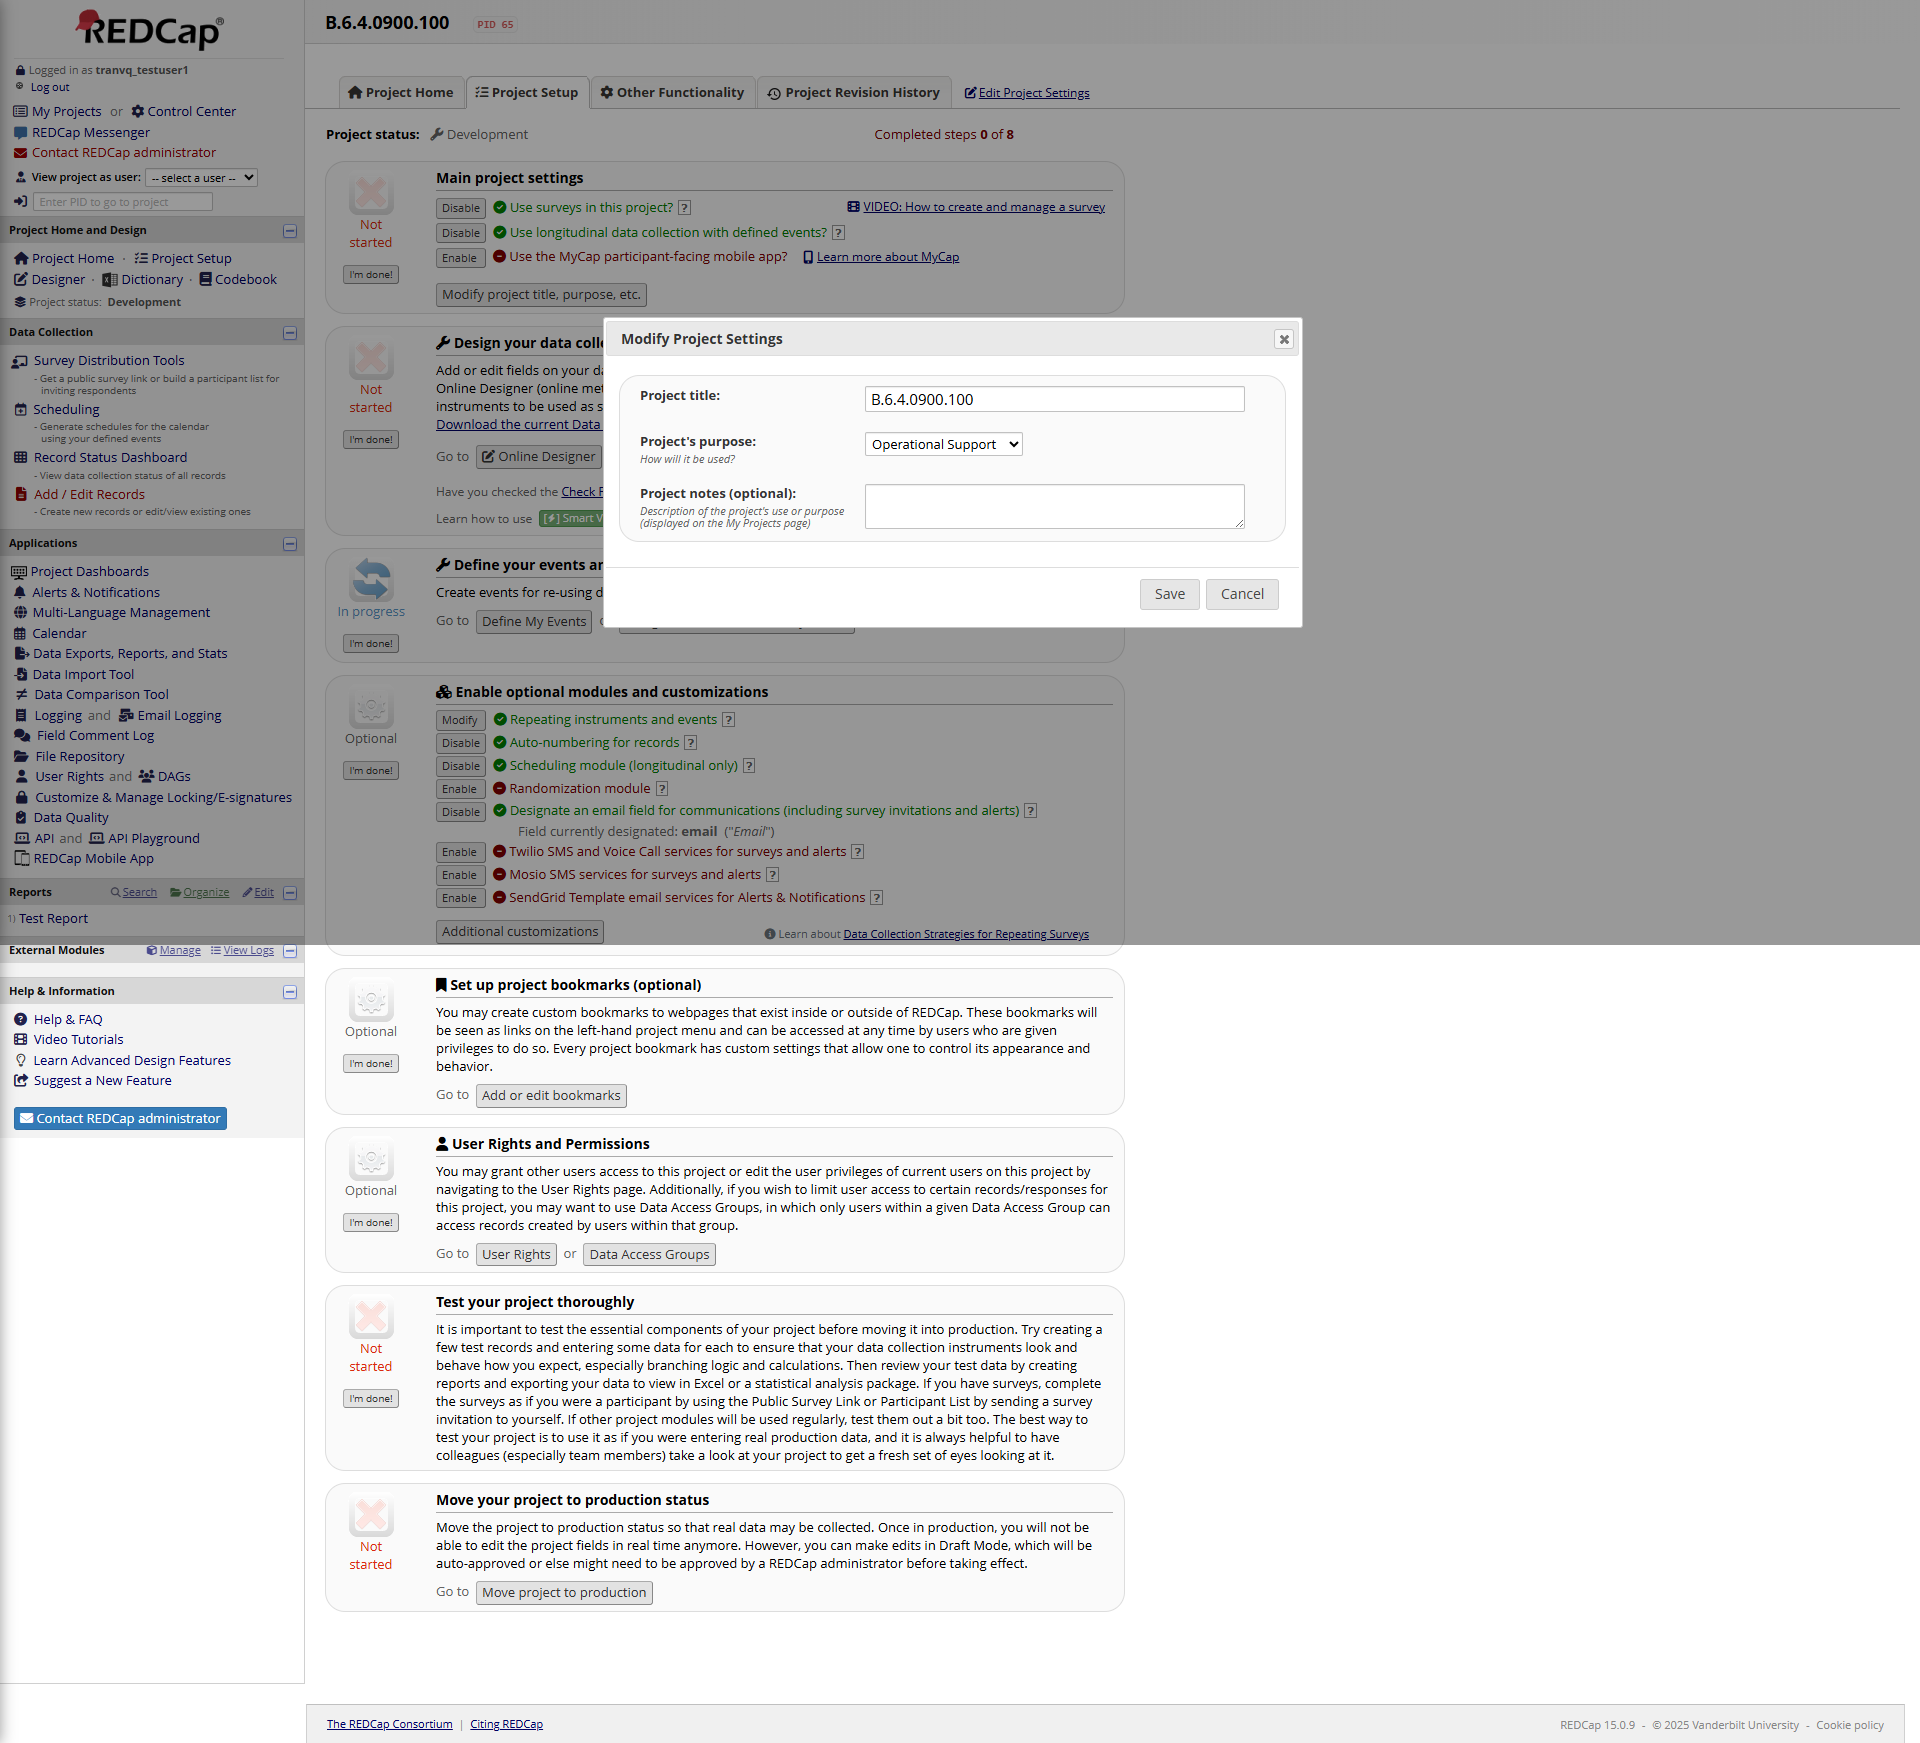 REDCap®
Logged in as tranvq_testuser1
Log out
My Projects or Control Center
REDCap Messenger
Contact REDCap administrator
View project as user: -- select a user --
Enter PID to go to project
Project Home and Design
Project Home · Project Setup
Designer · Dictionary · Codebook
Project status: Development
Data Collection
Survey Distribution Tools
- Get a public survey link or build a participant list for
inviting respondents
Scheduling
- Generate schedules for the calendar
using your defined events
Record Status Dashboard
- View data collection status of all records
Add / Edit Records
- Create new records or edit/view existing ones
Applications
Project Dashboards
Alerts & Notifications
Multi-Language Management
Calendar
Data Exports, Reports, and Stats
Data Import Tool
Data Comparison Tool
Logging and Email Logging
Field Comment Log
File Repository
User Rights and DAGs
Customize & Manage Locking/E-signatures
Data Quality
API and API Playground
REDCap Mobile App
Reports Search Organize Edit
1) Test Report
External Modules Manage View Logs
Help & Information
Help & FAQ
Video Tutorials
Learn Advanced Design Features
Suggest a New Feature
Contact REDCap administrator
B.6.4.0900.100 PID 65
Project Home Project Setup Other Functionality Project Revision History Edit Project Settings
Project status: Development Completed steps 0 of 8
Not
started
I'm done!
Main project settings
Disable Use surveys in this project? ? VIDEO: How to create and manage a survey
Disable Use longitudinal data collection with defined events? ?
Enable Use the MyCap participant-facing mobile app? Learn more about MyCap
Modify project title, purpose, etc.
Not
started
I'm done!
Design your data coll
Add or edit fields on your da
Online Designer (online met
instruments to be used as s
Download the current Data
Go to Online Designer
Have you checked the Check
Learn how to use Smart V
Modify Project Settings
Project title: B.6.4.0900.100
Project's purpose: Operational Support
How will it be used?
Project notes (optional):
Description of the project's use or purpose
(displayed on the My Projects page)
Save Cancel
In progress
I'm done!
Define your events an
Create events for re-using d
Go to Define My Events
Optional
I'm done!
Enable optional modules and customizations
Modify Repeating instruments and events ?
Disable Auto-numbering for records ?
Disable Scheduling module (longitudinal only) ?
Enable Randomization module ?
Disable Designate an email field for communications (including survey invitations and alerts) ?
Field currently designated: email ("Email")
Enable Twilio SMS and Voice Call services for surveys and alerts ?
Enable Mosio SMS services for surveys and alerts ?
Enable SendGrid Template email services for Alerts & Notifications ?
Additional customizations Learn about Data Collection Strategies for Repeating Surveys
Optional
I'm done!
Set up project bookmarks (optional)
You may create custom bookmarks to webpages that exist inside or outside of REDCap. These bookmarks will
be seen as links on the left-hand project menu and can be accessed at any time by users who are given
privileges to do so. Every project bookmark has custom settings that allow one to control its appearance and
behavior.
Go to Add or edit bookmarks
Optional
I'm done!
User Rights and Permissions
You may grant other users access to this project or edit the user privileges of current users on this project by
navigating to the User Rights page. Additionally, if you wish to limit user access to certain records/responses for
this project, you may want to use Data Access Groups, in which only users within a given Data Access Group can
access records created by users within that group.
Go to User Rights or Data Access Groups
Not
started
I'm done!
Test your project thoroughly
It is important to test the essential components of your project before moving it into production. Try creating a
few test records and entering some data for each to ensure that your data collection instruments look and
behave how you expect, especially branching logic and calculations. Then review your test data by creating
reports and exporting your data to view in Excel or a statistical analysis package. If you have surveys, complete
the surveys as if you were a participant by using the Public Survey Link or Participant List by sending a survey
invitation to yourself. If other project modules will be used regularly, test them out a bit too. The best way to
test your project is to use it as if you were entering real production data, and it is always helpful to have
colleagues (especially team members) take a look at your project to get a fresh set of eyes looking at it.
Not
started
Move your project to production status
Move the project to production status so that real data may be collected. Once in production, you will not be
able to edit the project fields in real time anymore. However, you can make edits in Draft Mode, which will be
auto-approved or else might need to be approved by a REDCap administrator before taking effect.
Go to Move project to production
The REDCap Consortium | Citing REDCap REDCap 15.0.9 - © 2025 Vanderbilt University - Cookie policy